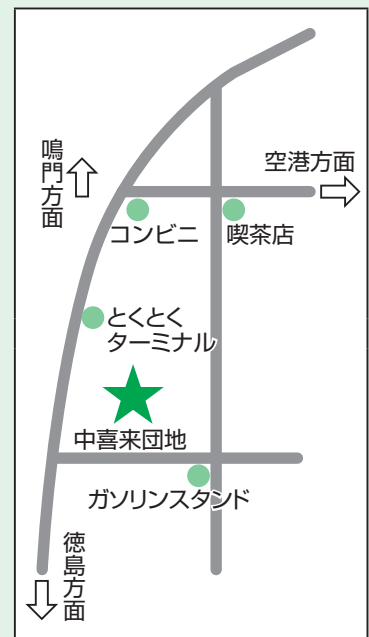 鳴門方面
空港方面
コンビニ
喫茶店
とくとく
ターミナル
中喜来団地
ガソリンスタンド
徳島方面